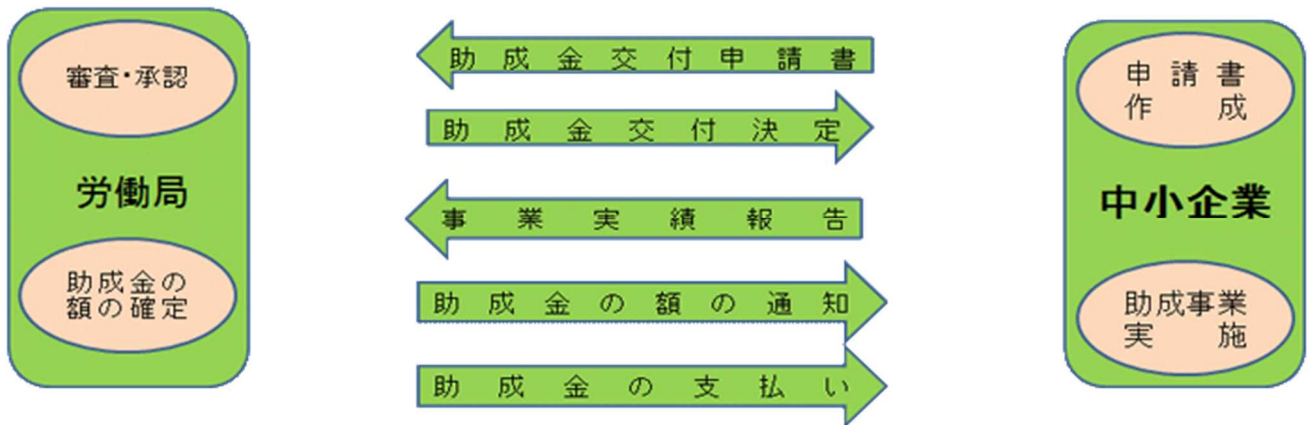 審査・承認
労働局
助成金の
額の確定
助成金交付申請書
助成金交付決定
事業実績報告
助成金の額の通知
助成金の支払い
申請書
作成
中小企業
助成事業
実施